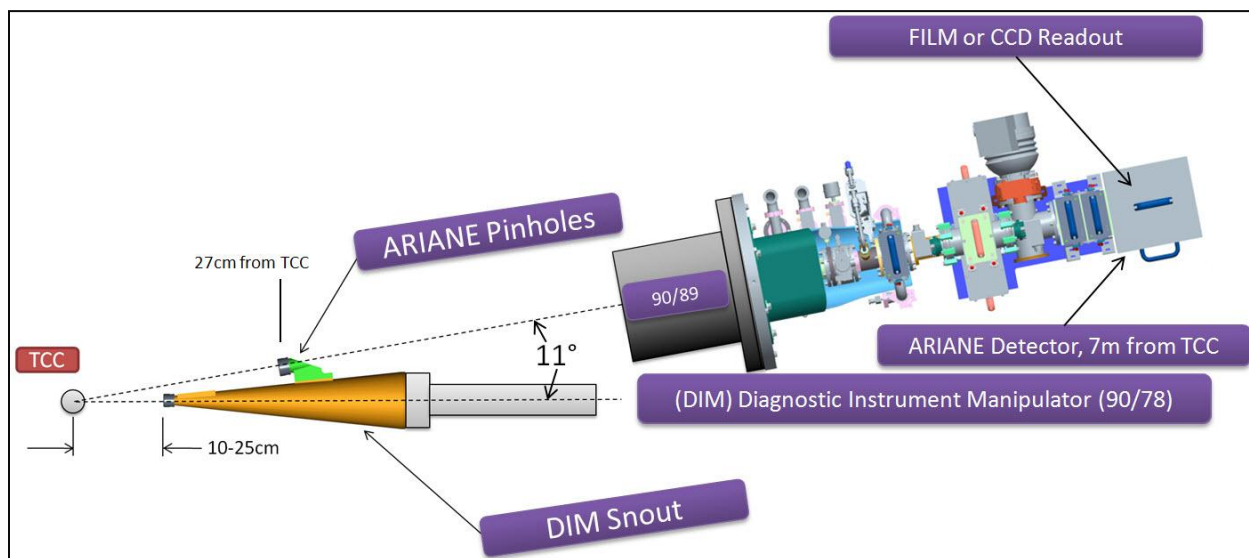 FILM or CCD Readout
ARIANE Pinholes
27cm from TCC
90/89
TCC
11°
ARIANE Detector, 7m from TCC
(DIM) Diagnostic Instrument Manipulator (90/78)
10-25cm
DIM Snout